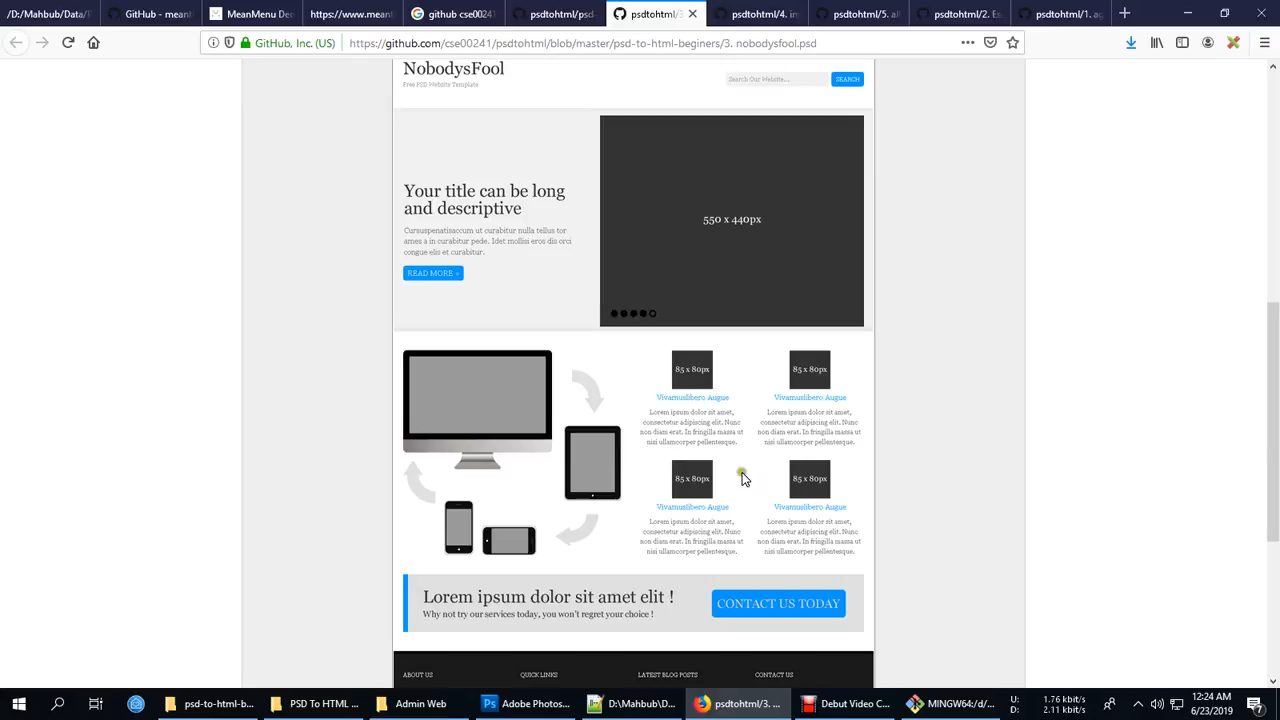 D:/Mahbub/De
MeanMenu De
https://www.meant
github cse00241
psdtohtml/psd-
psdtohtml/3
psdtohtml/4. in
psdtohtml/5. alt
psdtohtml/2. Es
psdtohtml/1. ag
GitHub, Inc. (US)
https://github.com/cse00241/psdtohtml/blob/master/psd-to-html-beginers/3. nobodysfool.psd
NobodysFool
Free PSD Website Template
Search Our Website...
SEARCH
Your title can be long
and descriptive
Cursuspenatisaccum ut curabitur nulla tellus tor
ames a in curabitur pede. Idet mollisi eros dis orci
congue elis et curabitur.
READ MORE »
550 x 440px
85 x 80px
85 x 80px
Vivamuslibero Augue
Vivamuslibero Augue
Lorem ipsum dolor sit amet,
consectetur adipiscing elit. Nunc
non diam erat. In fringilla massa ut
nisi ullamcorper pellentesque.
Lorem ipsum dolor sit amet,
consectetur adipiscing elit. Nunc
non diam erat. In fringilla massa ut
nisi ullamcorper pellentesque.
85 x 80px
85 x 80px
Vivamuslibero Augue
Vivamuslibero Augue
Lorem ipsum dolor sit amet,
consectetur adipiscing elit. Nunc
non diam erat. In fringilla massa ut
nisi ullamcorper pellentesque.
Lorem ipsum dolor sit amet,
consectetur adipiscing elit. Nunc
non diam erat. In fringilla massa ut
nisi ullamcorper pellentesque.
Lorem ipsum dolor sit amet elit !
Why not try our services today, you won't regret your choice !
CONTACT US TODAY
ABOUT US
QUICK LINKS
LATEST BLOG POSTS
CONTACT US
psd-to-html-b...
PSD To HTML ...
Admin Web
Adobe Photos...
D:\Mahbub\D...
psdtohtml/3. ...
Debut Video C...
MINGW64:/d/...
U: 1.76 kbit/s
D: 2.11 kbit/s
12:24 AM
6/23/2019